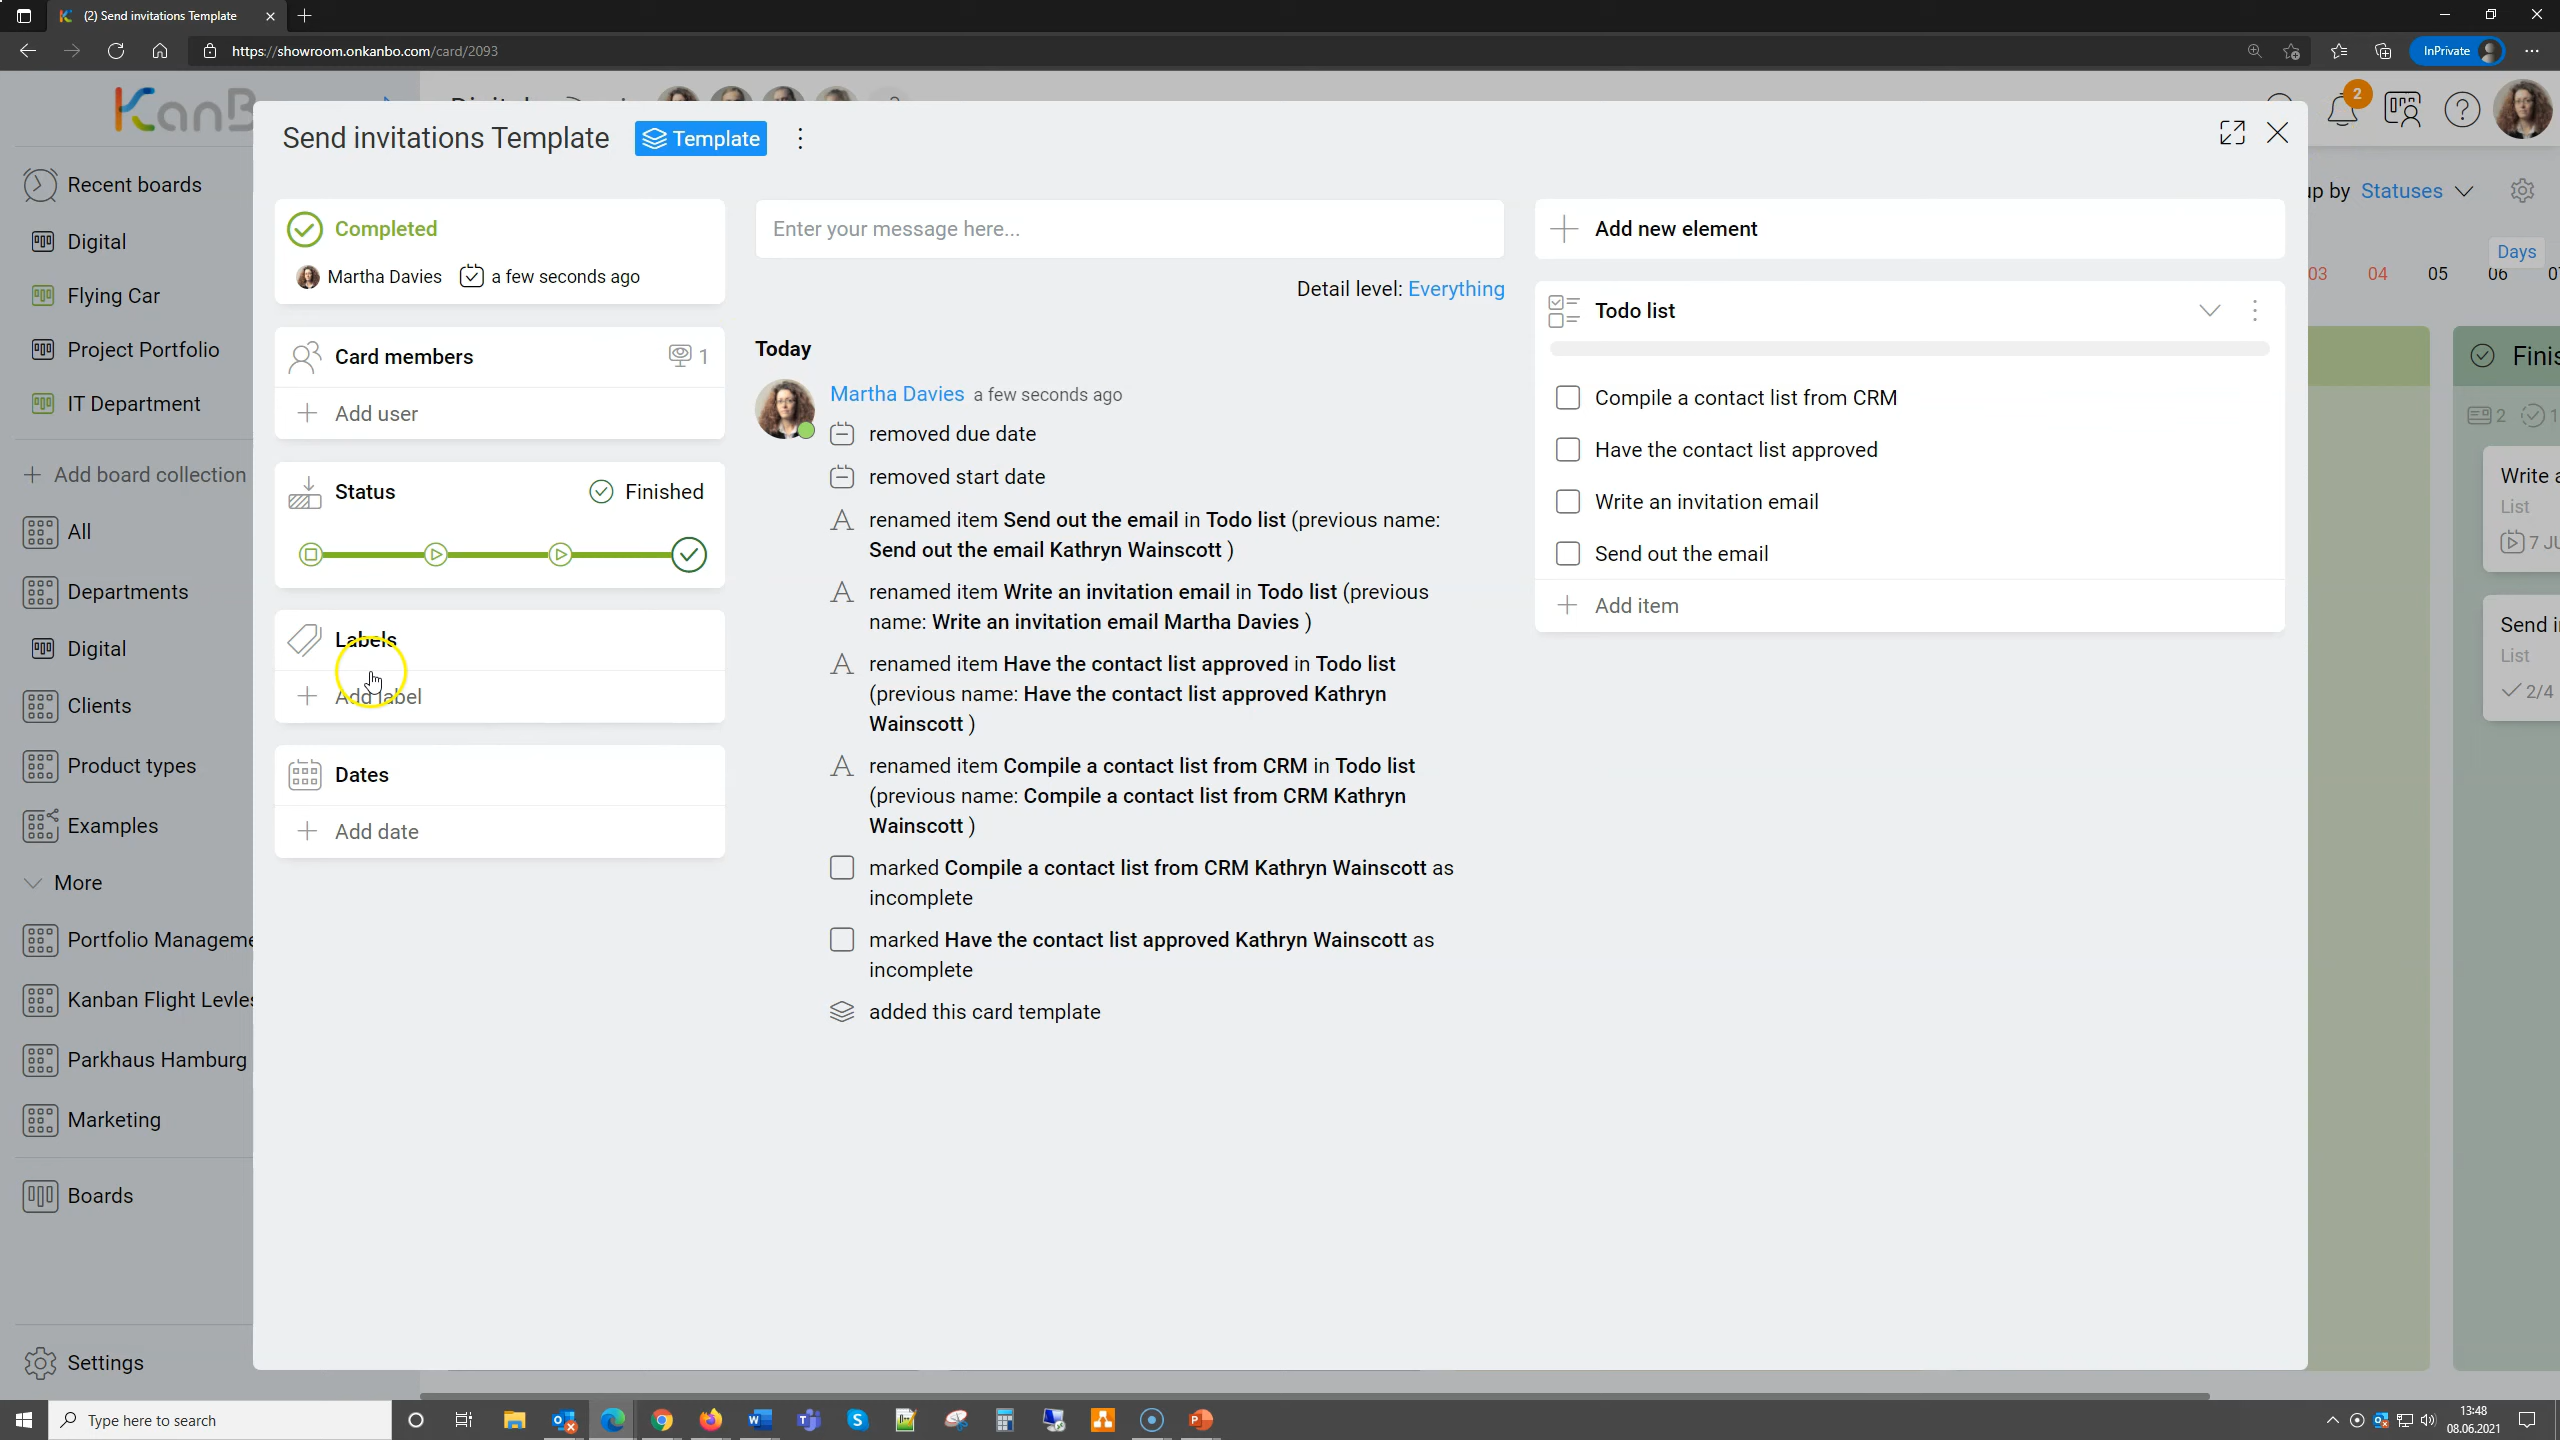 (2) Send invitations Template
https://showroom.onkanbo.com/card/2093
InPrivate
KanB
2
Send invitations Template
Template
Recent boards
Digital
Flying Car
Project Portfolio
IT Department
Add board collection
All
Departments
Digital
Clients
Product types
Examples
More
Portfolio Manageme
Kanban Flight Levles
Parkhaus Hamburg
Marketing
Boards
Settings
Completed
Martha Davies
a few seconds ago
Card members
1
Add user
Status
Finished
Labels
Add label
Dates
Add date
Enter your message here...
Detail level: Everything
Today
Martha Davies a few seconds ago
removed due date
removed start date
renamed item Send out the email in Todo list (previous name:
Send out the email Kathryn Wainscott )
renamed item Write an invitation email in Todo list (previous
name: Write an invitation email Martha Davies )
renamed item Have the contact list approved in Todo list
(previous name: Have the contact list approved Kathryn
Wainscott )
renamed item Compile a contact list from CRM in Todo list
(previous name: Compile a contact list from CRM Kathryn
Wainscott )
marked Compile a contact list from CRM Kathryn Wainscott as
incomplete
marked Have the contact list approved Kathryn Wainscott as
incomplete
added this card template
Add new element
Todo list
Compile a contact list from CRM
Have the contact list approved
Write an invitation email
Send out the email
Add item
up by Statuses
Days
03 04 05 06
Finis
2
1
Write a
List
7 JU
Send i
List
2/4
Type here to search
13:48
08.06.2021